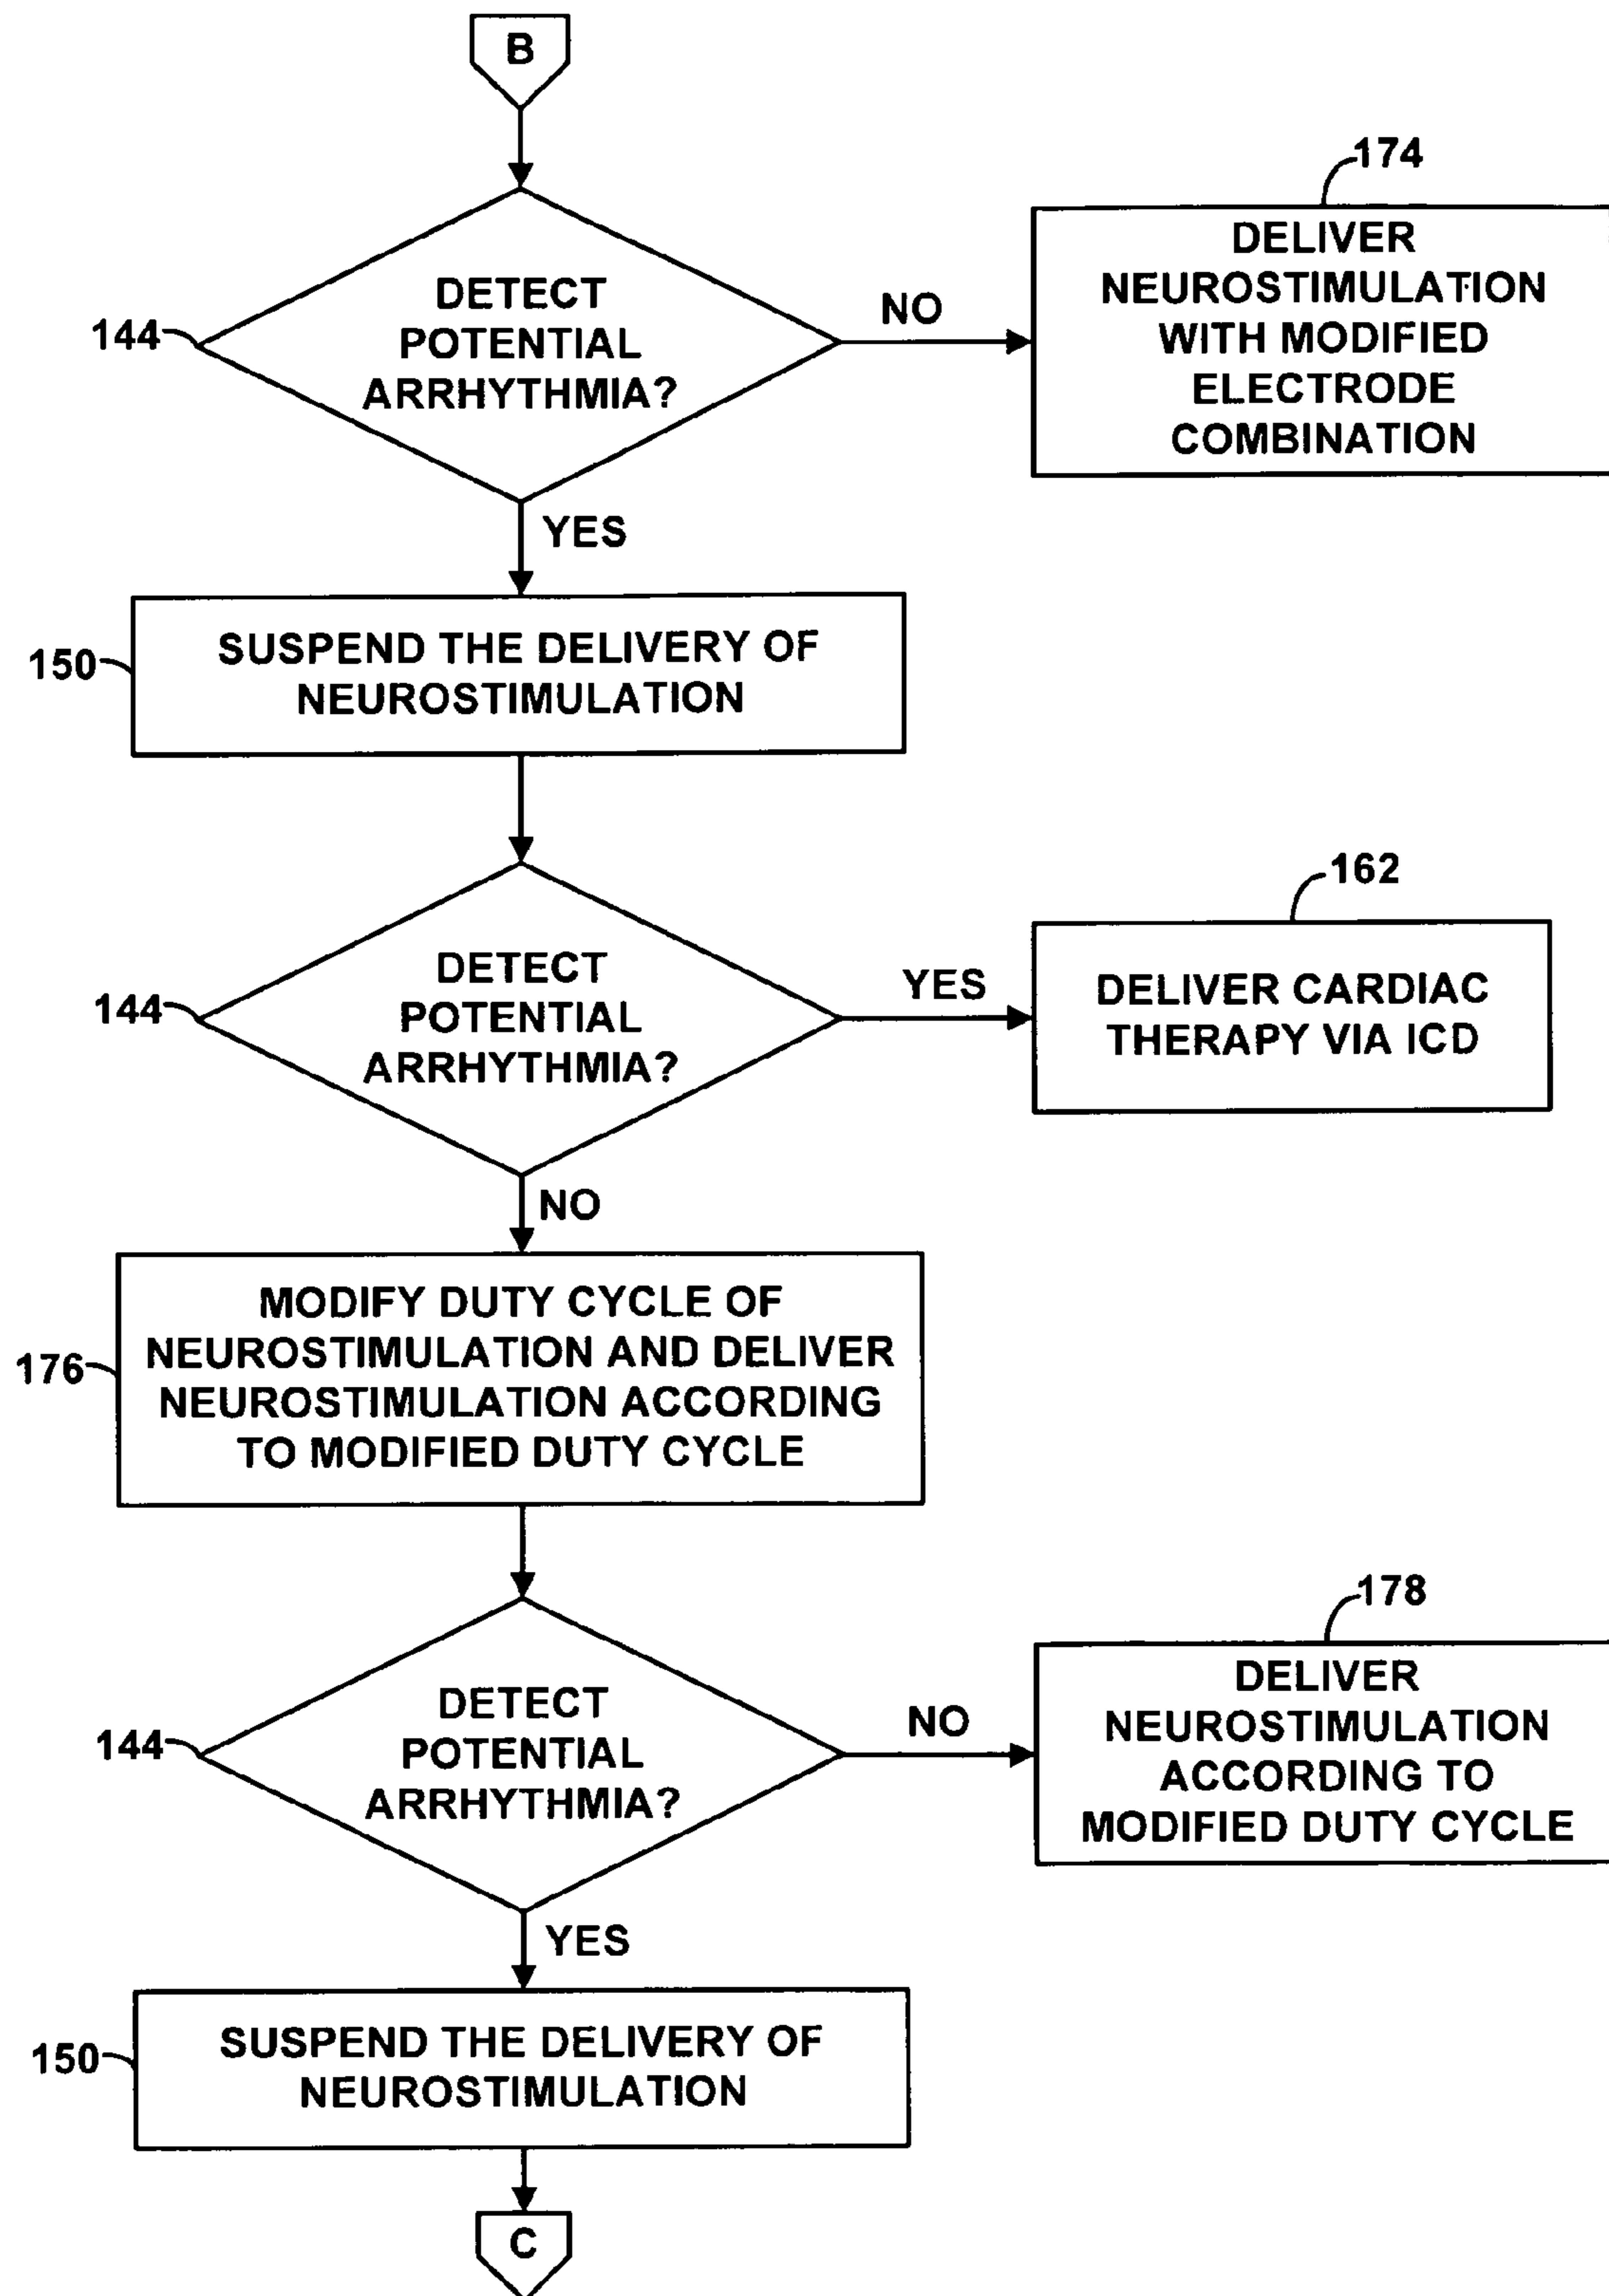 B
174
DELIVER
NEUROSTIMULATION
WITH MODIFIED
ELECTRODE
COMBINATION
144
DETECT
POTENTIAL
ARRHYTHMIA?
NO
YES
150
SUSPEND THE DELIVERY OF
NEUROSTIMULATION
162
144
DETECT
POTENTIAL
ARRHYTHMIA?
YES
DELIVER CARDIAC
THERAPY VIA ICD
NO
176
MODIFY DUTY CYCLE OF
NEUROSTIMULATION AND DELIVER
NEUROSTIMULATION ACCORDING
TO MODIFIED DUTY CYCLE
178
144
DETECT
POTENTIAL
ARRHYTHMIA?
NO
DELIVER
NEUROSTIMULATION
ACCORDING TO
MODIFIED DUTY CYCLE
YES
150
SUSPEND THE DELIVERY OF
NEUROSTIMULATION
C